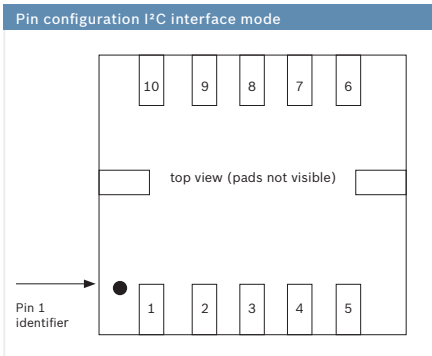 Pin configuration I²C interface mode
10 9 8 7 6
top view (pads not visible)
Pin 1
identifier
1 2 3 4 5